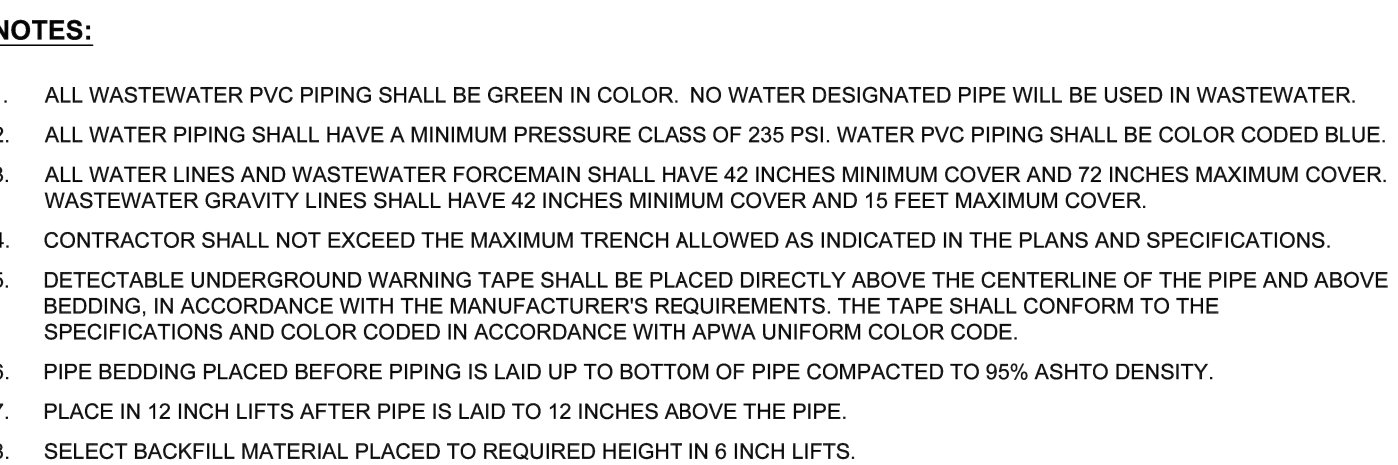 NOTES:
1. ALL WASTEWATER PVC PIPING SHALL BE GREEN IN COLOR. NO WATER DESIGNATED PIPE WILL BE USED IN WASTEWATER.
2. ALL WATER PIPING SHALL HAVE A MINIMUM PRESSURE CLASS OF 235 PSI. WATER PVC PIPING SHALL BE COLOR CODED BLUE.
3. ALL WATER LINES AND WASTEWATER FORCEMAIN SHALL HAVE 42 INCHES MINIMUM COVER AND 72 INCHES MAXIMUM COVER.
WASTEWATER GRAVITY LINES SHALL HAVE 42 INCHES MINIMUM COVER AND 15 FEET MAXIMUM COVER.
4. CONTRACTOR SHALL NOT EXCEED THE MAXIMUM TRENCH ALLOWED AS INDICATED IN THE PLANS AND SPECIFICATIONS.
5. DETECTABLE UNDERGROUND WARNING TAPE SHALL BE PLACED DIRECTLY ABOVE THE CENTERLINE OF THE PIPE AND ABOVE
BEDDING, IN ACCORDANCE WITH THE MANUFACTURER'S REQUIREMENTS. THE TAPE SHALL CONFORM TO THE
SPECIFICATIONS AND COLOR CODED IN ACCORDANCE WITH APWA UNIFORM COLOR CODE.
6. PIPE BEDDING PLACED BEFORE PIPING IS LAID UP TO BOTTOM OF PIPE COMPACTED TO 95% ASHTO DENSITY.
7. PLACE IN 12 INCH LIFTS AFTER PIPE IS LAID TO 12 INCHES ABOVE THE PIPE.
8. SELECT BACKFILL MATERIAL PLACED TO REQUIRED HEIGHT IN 6 INCH LIFTS.